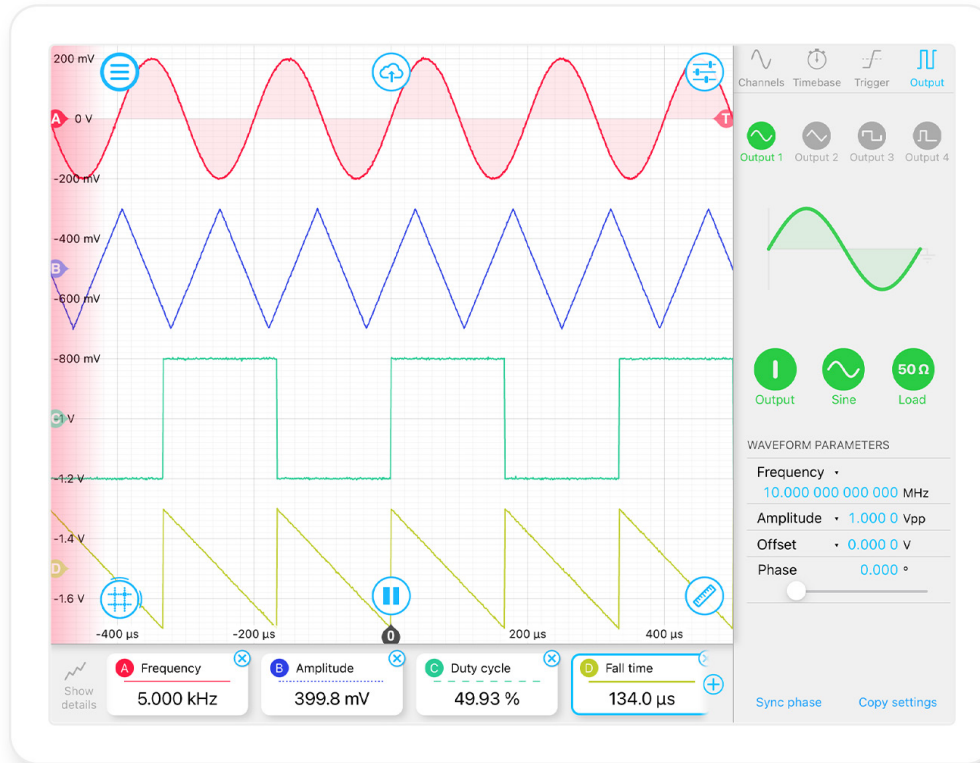 200 mV
A
0 V
T
-200 mV
-400 mV
B
-600 mV
-800 mV
C
-1 V
-1.2 V
-1.4 V
D
-1.6 V
-400 µs
-200 µs
0
200 µs
400 µs
Show
details
A Frequency
5.000 kHz
B Amplitude
399.8 mV
C Duty cycle
49.93 %
D Fall time
134.0 µs
Channels Timebase Trigger Output
Output 1 Output 2 Output 3 Output 4
50 Ω
Output Sine Load
WAVEFORM PARAMETERS
Frequency
10.000 000 000 000 MHz
Amplitude 1.000 0 Vpp
Offset 0.000 0 V
Phase 0.000 °
Sync phase Copy settings